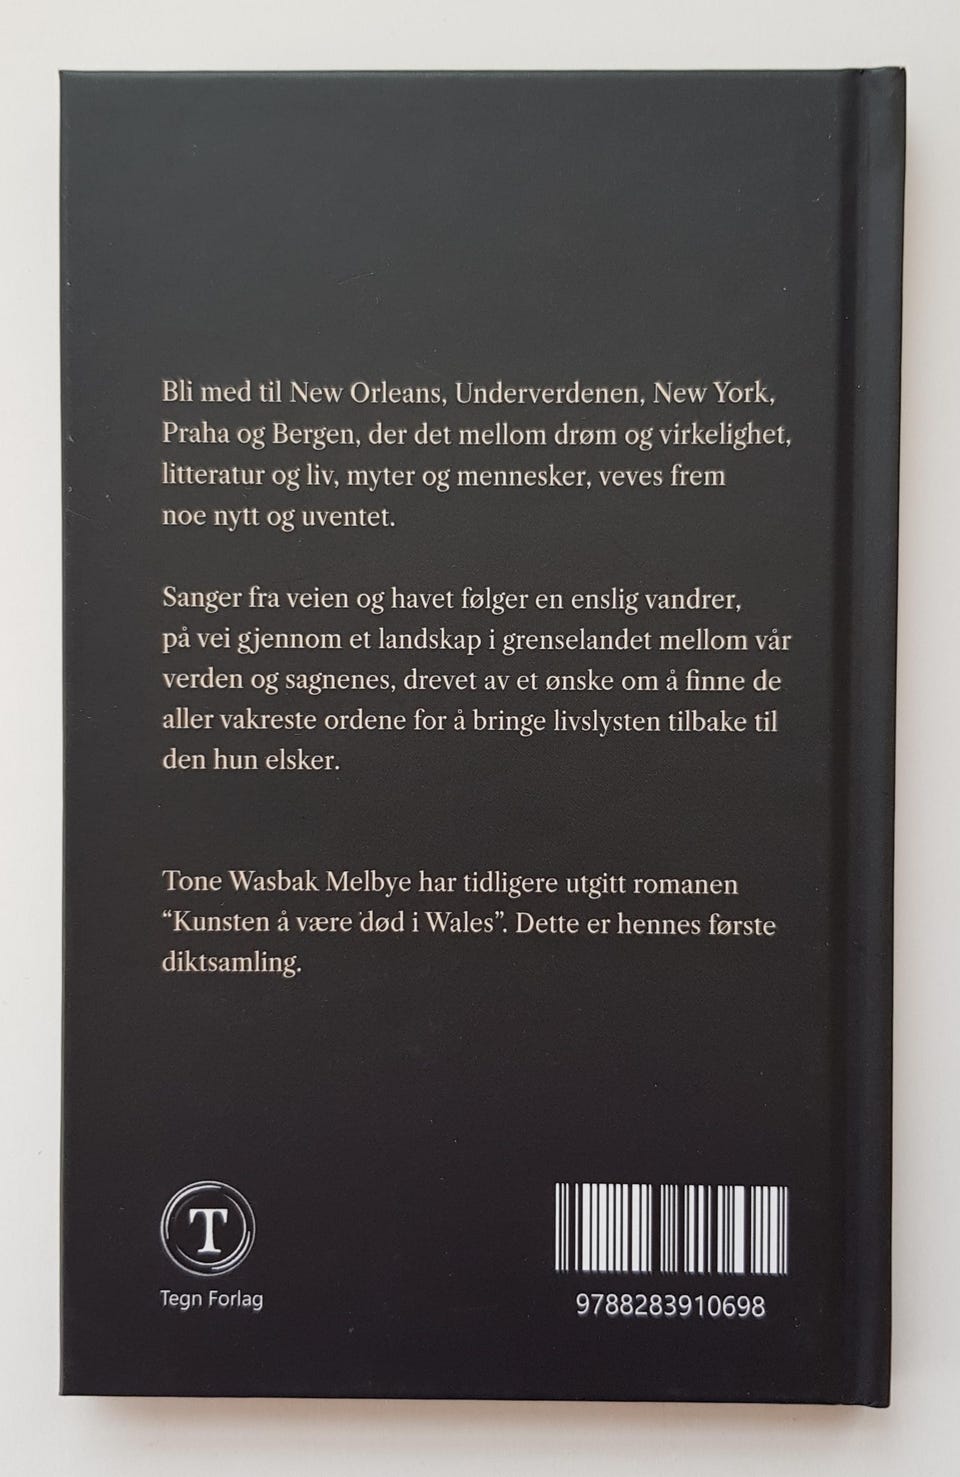 Bli med til New Orleans, Underverdenen, New York,
Praha og Bergen, der det mellom drøm og virkelighet,
litteratur og liv, myter og mennesker, veves frem
noe nytt og uventet.
Sanger fra veien og havet følger en enslig vandrer,
på vei gjennom et landskap i grenselandet mellom vår
verden og sagnenes, drevet av et ønske om å finne de
aller vakreste ordene for å bringe livslysten tilbake til
den hun elsker.
Tone Wasbak Melbye har tidligere utgitt romanen
“Kunsten å være død i Wales”. Dette er hennes første
diktsamling.
T
Tegn Forlag
9788283910698